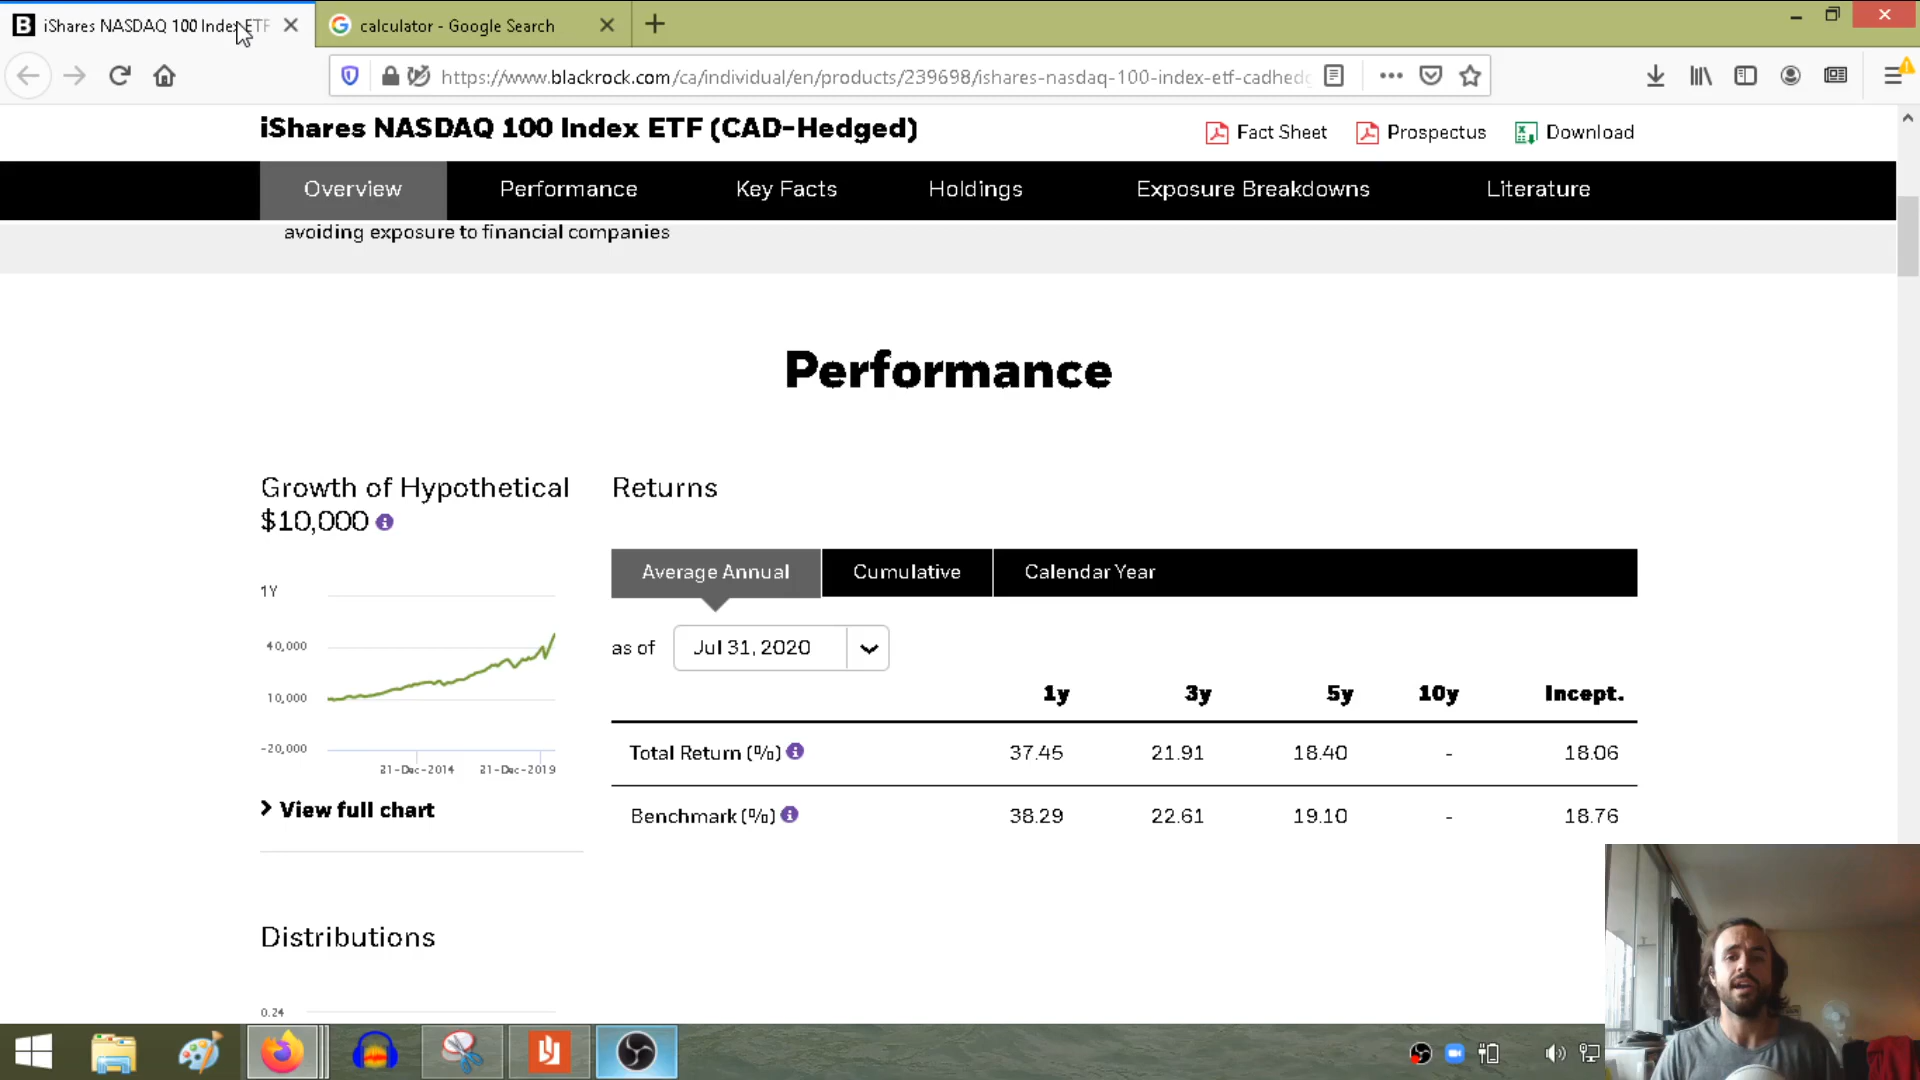 iShares NASDAQ 100 Index ETF
calculator - Google Search
https://www.blackrock.com/ca/individual/en/products/239698/ishares-nasdaq-100-index-etf-cadhedg
iShares NASDAQ 100 Index ETF (CAD-Hedged)
Fact Sheet
Prospectus
Download
Overview
Performance
Key Facts
Holdings
Exposure Breakdowns
Literature
avoiding exposure to financial companies
Performance
Growth of Hypothetical
$10,000
Returns
Average Annual
Cumulative
Calendar Year
1Y
40,000
10,000
-20,000
21-Dec-2014
21-Dec-2019
as of
Jul 31, 2020
1y 3y 5y 10y Incept.
Total Return (%) 37.45 21.91 18.40 - 18.06
Benchmark (%) 38.29 22.61 19.10 - 18.76
View full chart
Distributions
0.24